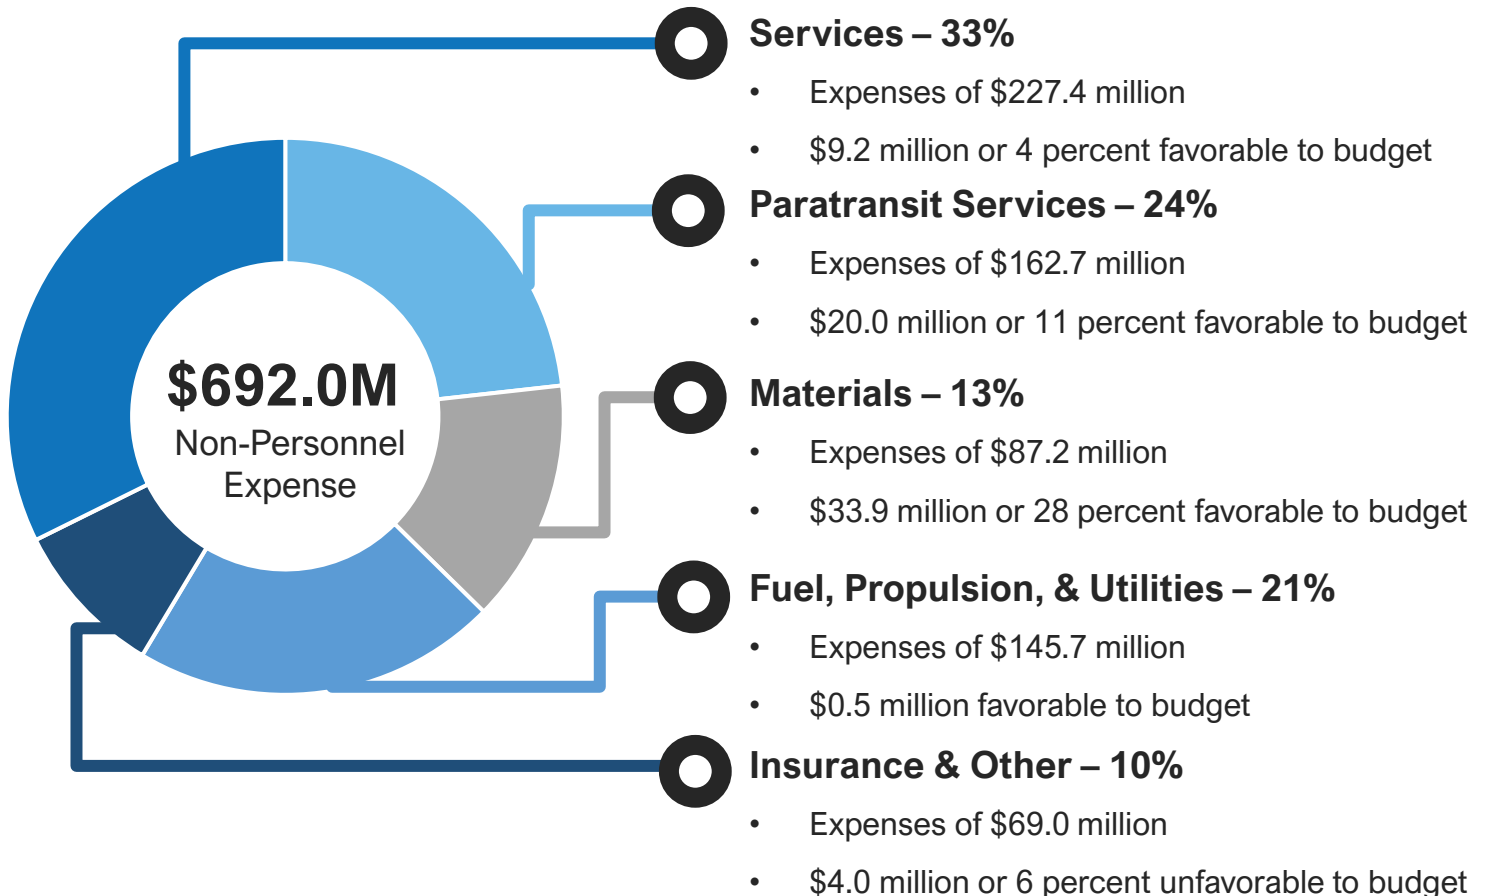 Services – 33%
• Expenses of $227.4 million
• $9.2 million or 4 percent favorable to budget
Paratransit Services – 24%
• Expenses of $162.7 million
• $20.0 million or 11 percent favorable to budget
$692.0M
Non-Personnel
Expense
Materials – 13%
• Expenses of $87.2 million
• $33.9 million or 28 percent favorable to budget
Fuel, Propulsion, & Utilities – 21%
• Expenses of $145.7 million
• $0.5 million favorable to budget
Insurance & Other – 10%
• Expenses of $69.0 million
• $4.0 million or 6 percent unfavorable to budget